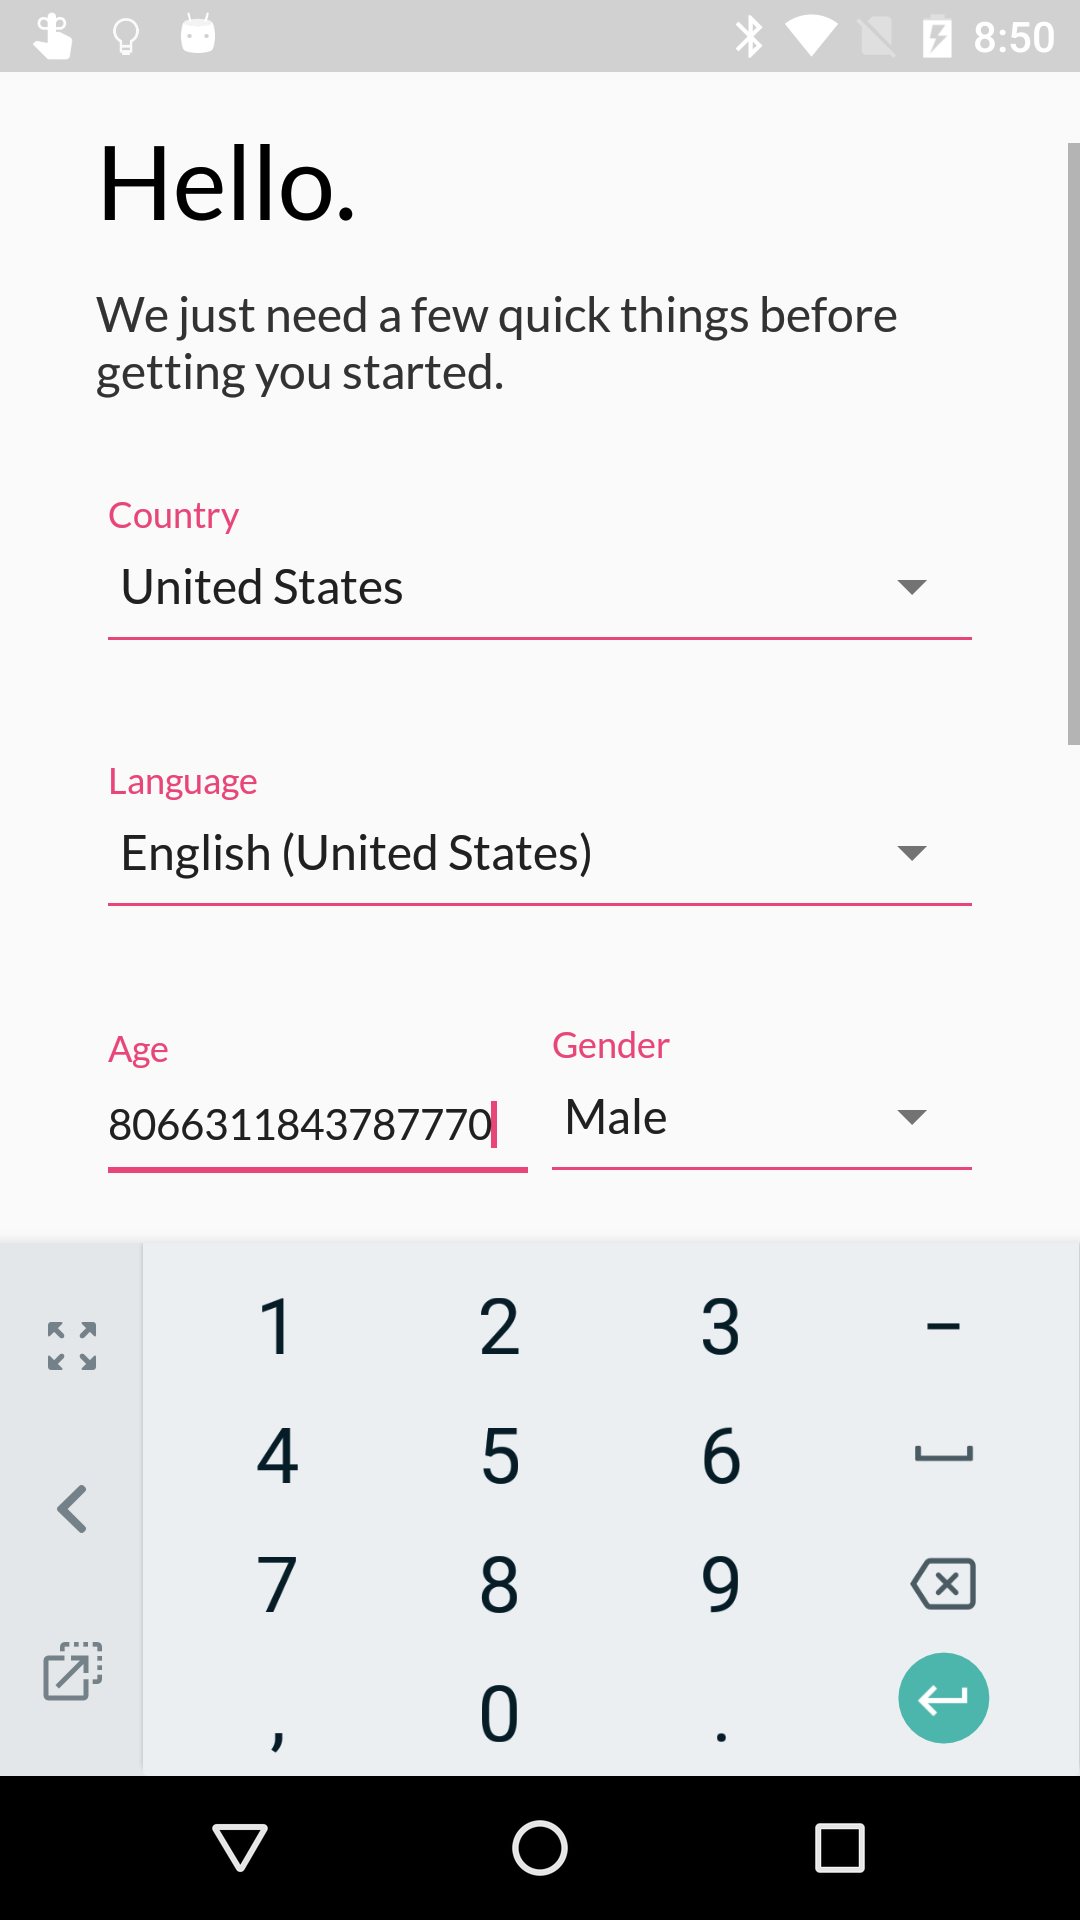 8:50
Hello.
We just need a few quick things before
getting you started.
Country
United States
Language
English (United States)
Age
Gender
8066311843787770
Male
1 2 3 –
4 5 6
7 8 9
, 0 .